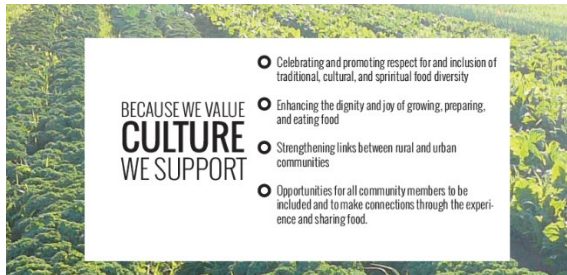 BECAUSE WE VALUE
CULTURE
WE SUPPORT
Celebrating and promoting respect for and inclusion of
traditional, cultural, and spriritual food diversity
Enhancing the dignity and joy of growing, preparing,
and eating food
Strengthening links between rural and urban
communities
Opportunities for all community members to be
included and to make connections through the experi-
ence and sharing food.